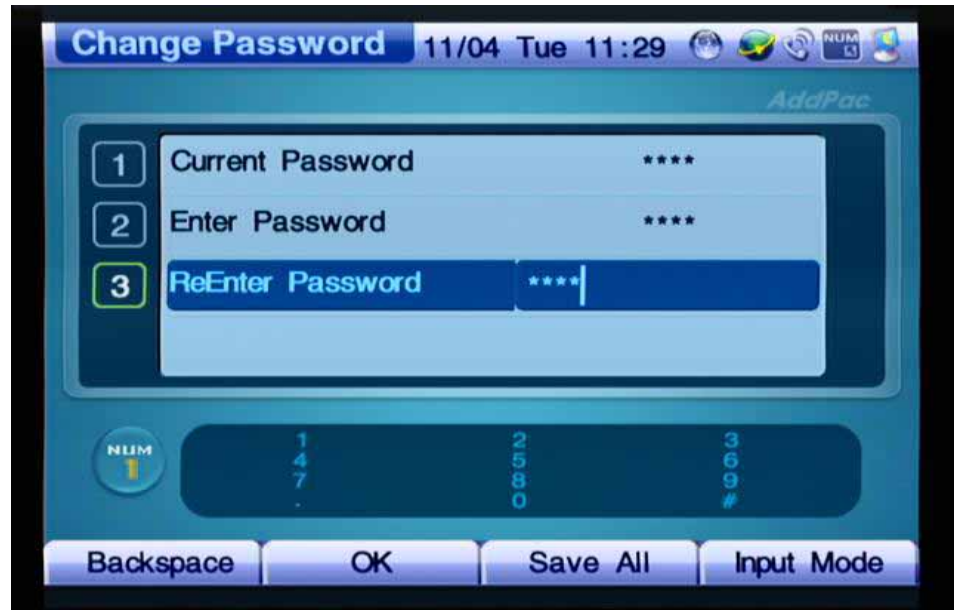 Change Password 11/04 Tue 11:29 NUM
AddPac
1 Current Password ****
2 Enter Password ****
3 ReEnter Password ****
NUM 1
1 2 3
4 5 6
7 8 9
. 0 #
Backspace OK Save All Input Mode